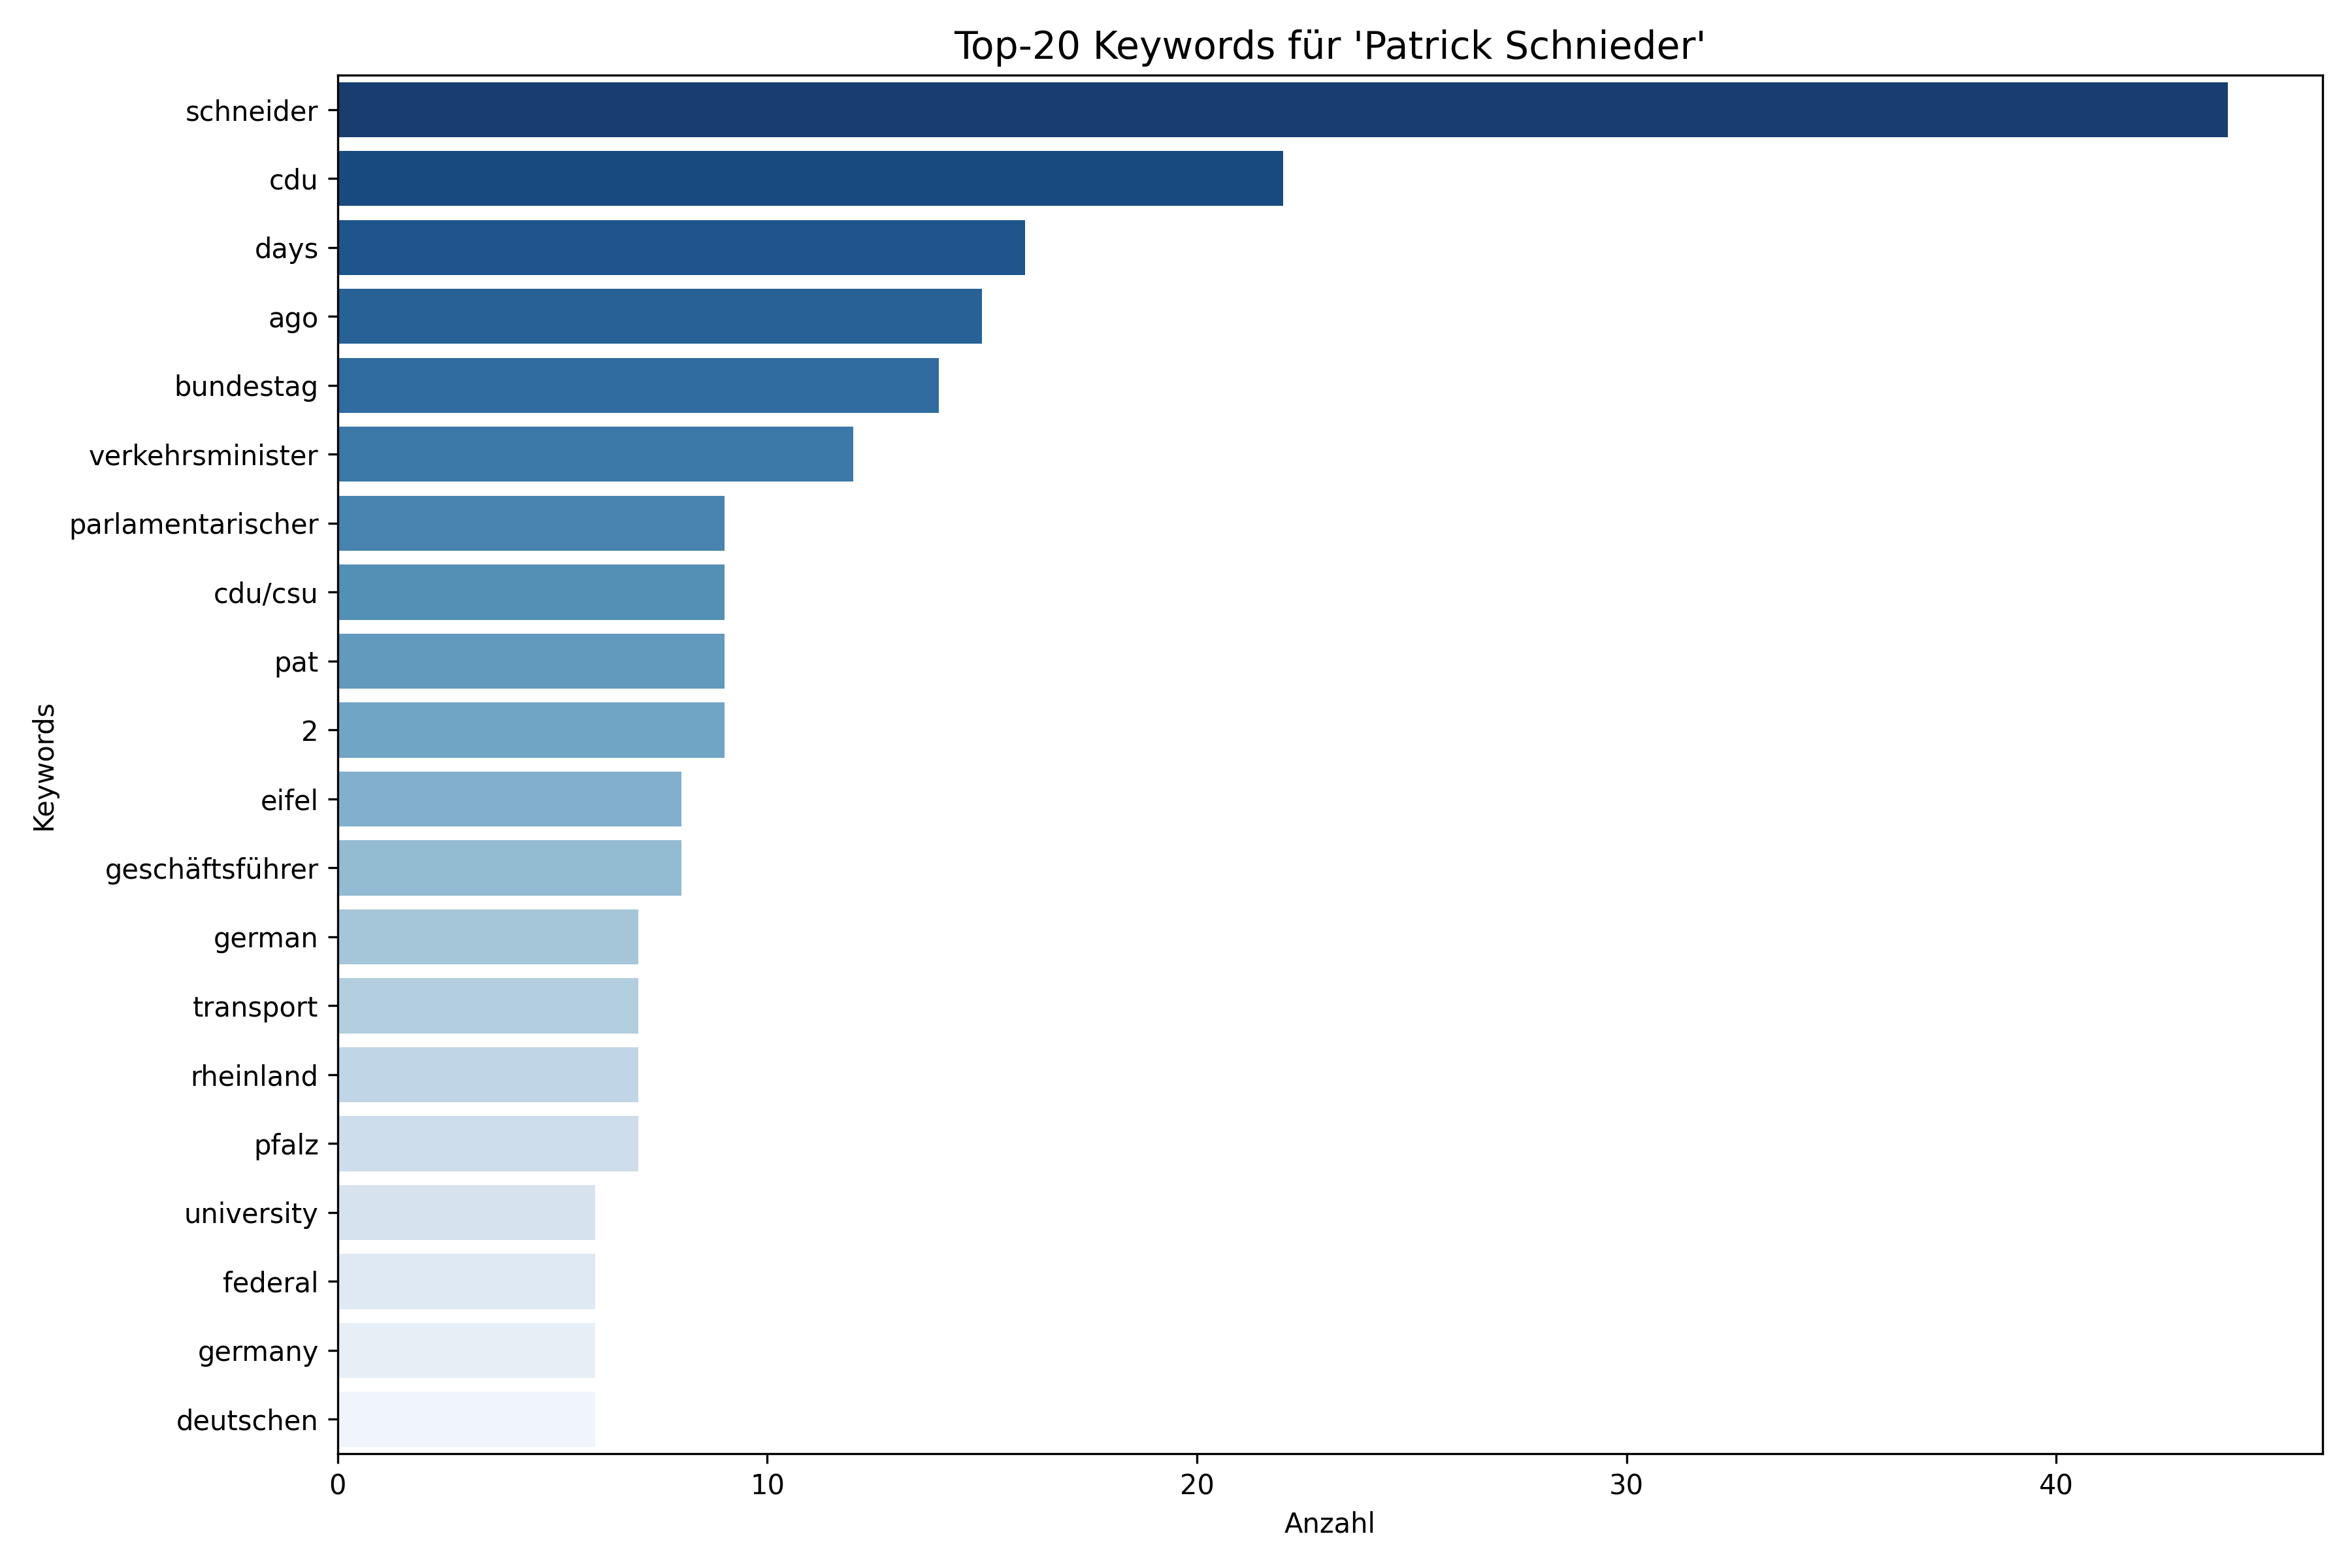 Top-20 Keywords für 'Patrick Schnieder'
schneider
cdu
days
ago
bundestag
verkehrsminister
parlamentarischer
cdu/csu
pat
2
eifel
geschäftsführer
german
transport
rheinland
pfalz
university
federal
germany
deutschen
Keywords
0 10 20 30 40
Anzahl